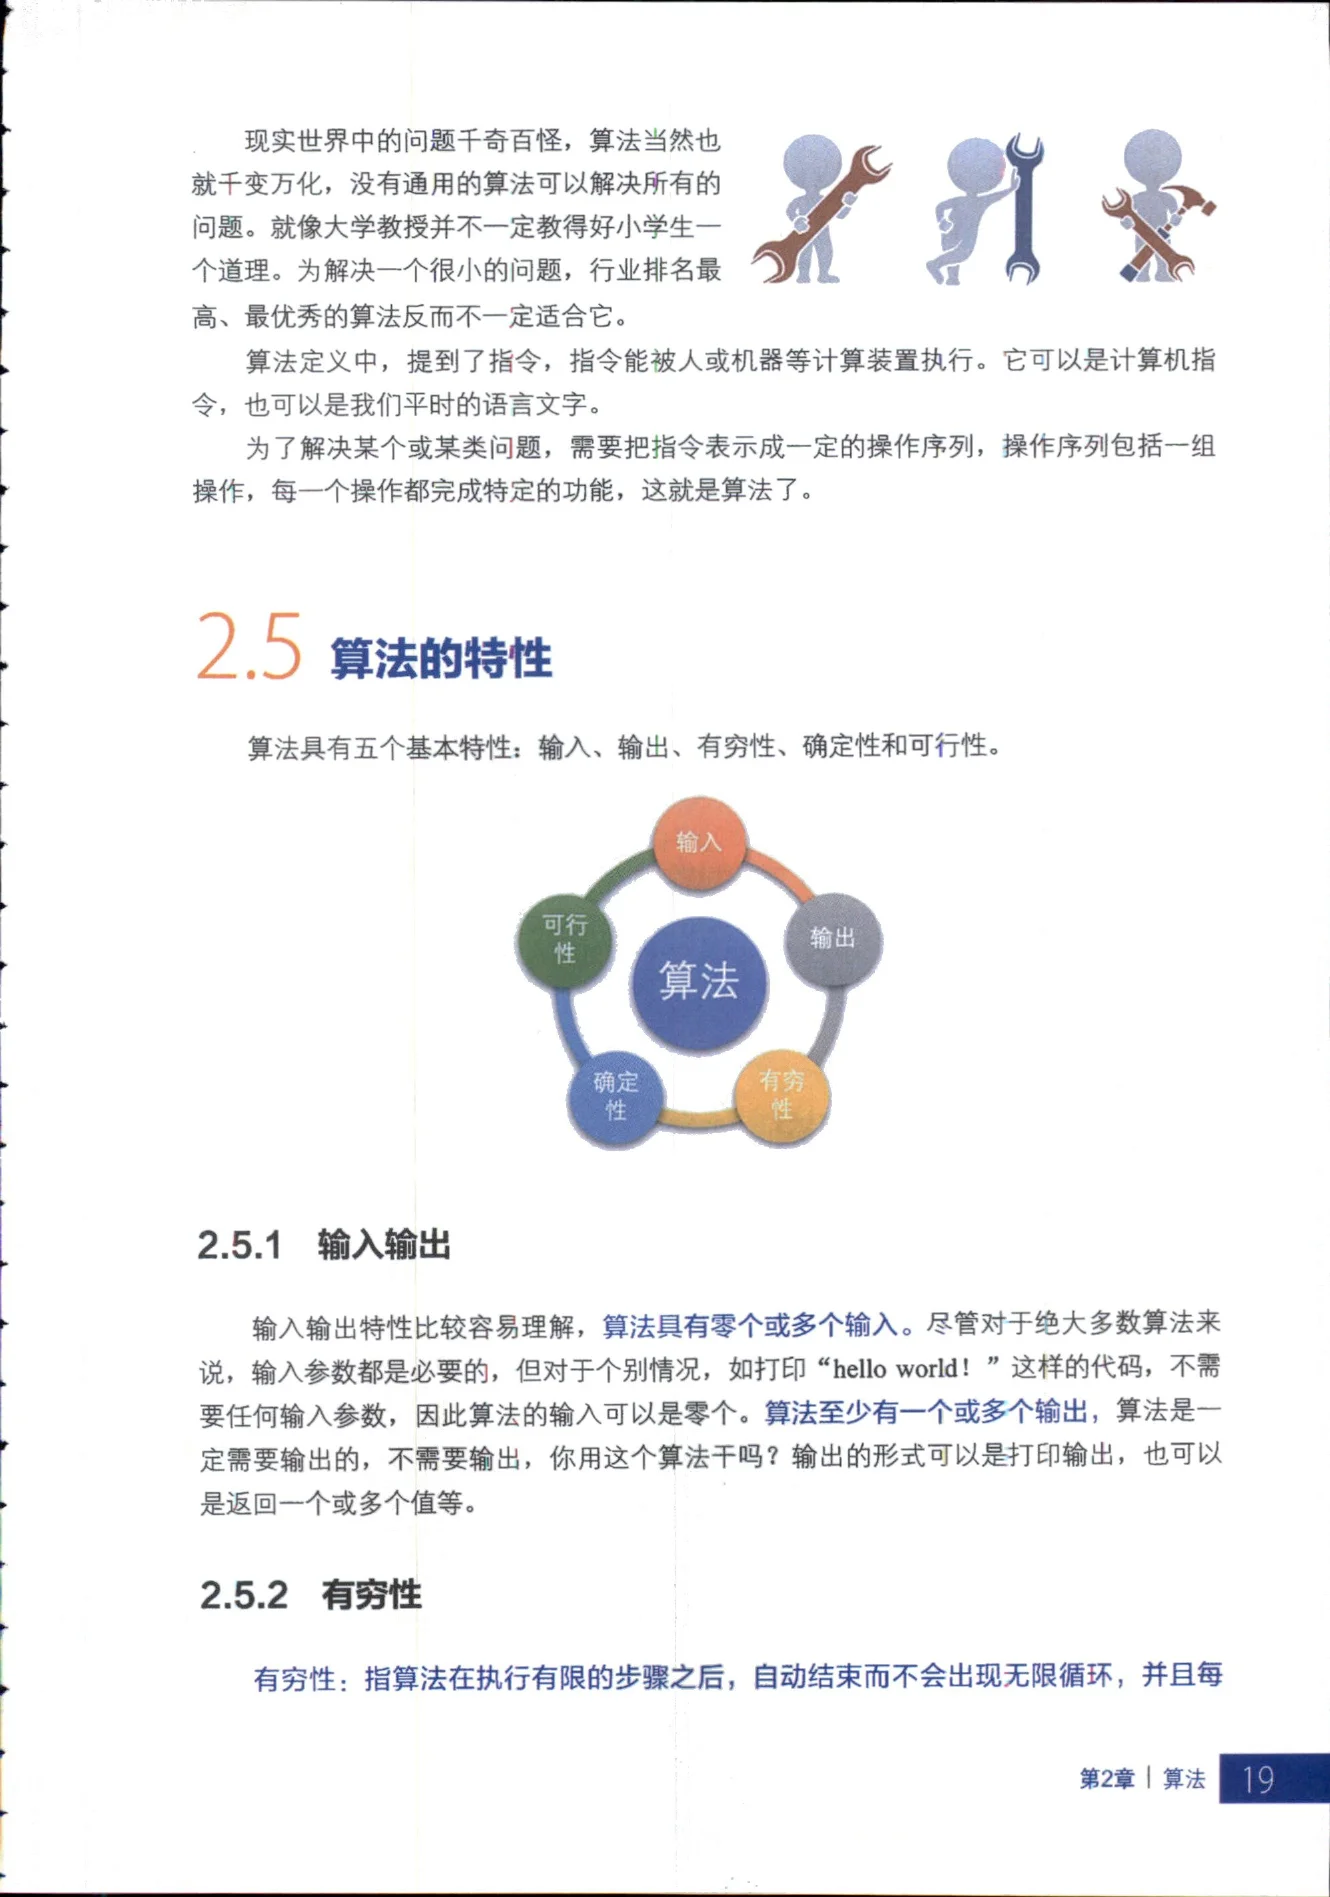 现实世界中的问题千奇百怪，算法当然也
就千变万化，没有通用的算法可以解决所有的
问题。就像大学教授并不一定教得好小学生一
个道理。为解决一个很小的问题，行业排名最
高、最优秀的算法反而不一定适合它。
算法定义中，提到了指令，指令能被人或机器等计算装置执行。它可以是计算机指
令，也可以是我们平时的语言文字。
为了解决某个或某类问题，需要把指令表示成一定的操作序列，操作序列包括一组
操作，每一个操作都完成特定的功能，这就是算法了。
2.5 算法的特性
算法具有五个基本特性：输入、输出、有穷性、确定性和可行性。
输入
输出
有穷
性
确定
性
可行
性
算法
2.5.1 输入输出
输入输出特性比较容易理解，算法具有零个或多个输入。尽管对于绝大多数算法来
说，输入参数都是必要的，但对于个别情况，如打印“hello world！”这样的代码，不需
要任何输入参数，因此算法的输入可以是零个。算法至少有一个或多个输出，算法是一
定需要输出的，不需要输出，你用这个算法干吗？输出的形式可以是打印输出，也可以
是返回一个或多个值等。
2.5.2 有穷性
有穷性：指算法在执行有限的步骤之后，自动结束而不会出现无限循环，并且每
第2章 | 算法 19